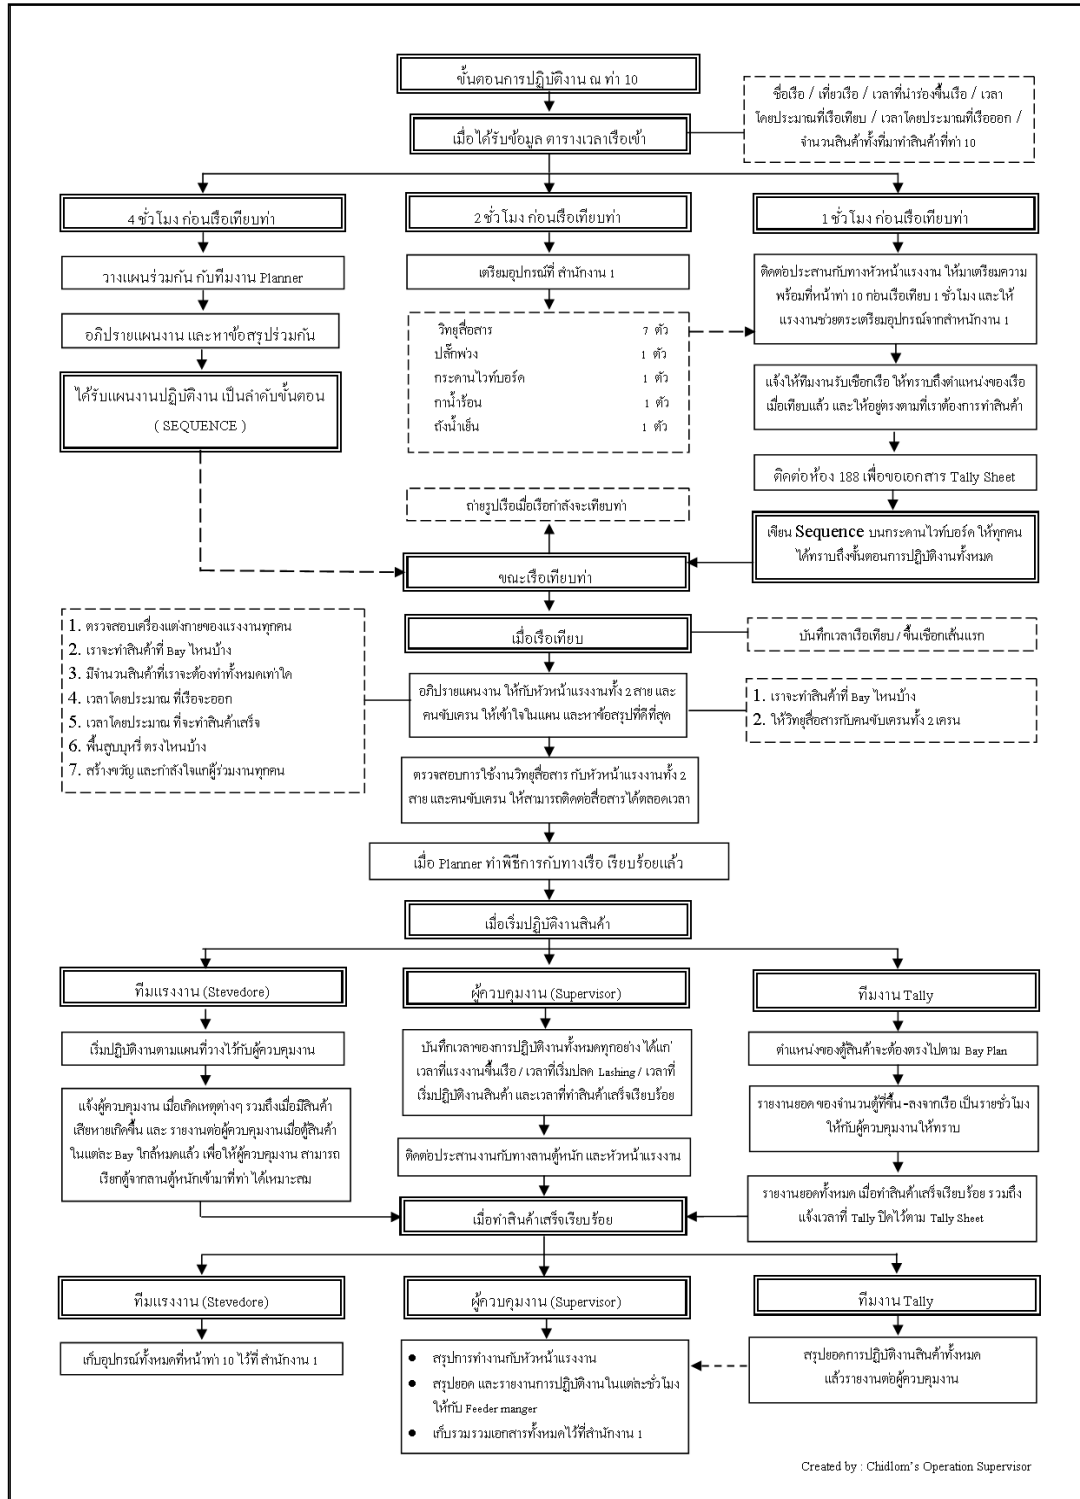 ขั้นตอนการปฏิบัติงาน ณ ท่า 10
ชื่อเรือ / เที่ยวเรือ / เวลาที่นำร่องขึ้นเรือ / เวลา
โดยประมาณที่เรือเทียบ / เวลาโดยประมาณที่เรือออก /
จำนวนสินค้าทั้งที่มาทำสินค้าที่ท่า 10
เมื่อได้รับข้อมูล ตารางเวลาเรือเข้า
4 ชั่วโมง ก่อนเรือเทียบท่า
วางแผนร่วมกัน กับทีมงาน Planner
อภิปรายแผนงาน และหาข้อสรุปร่วมกัน
ได้รับแผนงานปฏิบัติงาน เป็นลำดับขั้นตอน
( SEQUENCE )
2 ชั่วโมง ก่อนเรือเทียบท่า
เตรียมอุปกรณ์ที่ สำนักงาน 1
วิทยุสื่อสาร 7 ตัว
ปลั๊กพ่วง 1 ตัว
กระดานไวท์บอร์ด 1 ตัว
กาน้ำร้อน 1 ตัว
ถังน้ำเย็น 1 ตัว
1 ชั่วโมง ก่อนเรือเทียบท่า
ติดต่อประสานกับทางหัวหน้าแรงงาน ให้มาเตรียมความ
พร้อมที่หน้าท่า 10 ก่อนเรือเทียบ 1 ชั่วโมง และให้
แรงงานช่วยตระเตรียมอุปกรณ์จากสำหนักงาน 1
แจ้งให้ทีมงานรับเชือกเรือ ให้ทราบถึงตำแหน่งของเรือ
เมื่อเทียบแล้ว และให้อยู่ตรงตามที่เราต้องการทำสินค้า
ติดต่อห้อง 188 เพื่อขอเอกสาร Tally Sheet
เขียน Sequence บนกระดานไวท์บอร์ด ให้ทุกคน
ได้ทราบถึงขั้นตอนการปฏิบัติงานทั้งหมด
ถ่ายรูปเรือเมื่อเรือกำลังจะเทียบท่า
ขณะเรือเทียบท่า
เมื่อเรือเทียบ
บันทึกเวลาเรือเทียบ / ขึ้นเชือกเส้นแรก
1. ตรวจสอบเครื่องแต่งกายของแรงงานทุกคน
2. เราจะทำสินค้าที่ Bay ไหนบ้าง
3. มีจำนวนสินค้าที่เราจะต้องทำทั้งหมดเท่าใด
4. เวลาโดยประมาณ ที่เรือจะออก
5. เวลาโดยประมาณ ที่จะทำสินค้าเสร็จ
6. พื้นสูบบุหรี่ ตรงไหนบ้าง
7. สร้างขวัญ และกำลังใจแก่ผู้ร่วมงานทุกคน
อภิปรายแผนงาน ให้กับหัวหน้าแรงงานทั้ง 2 สาย และ
คนขับเครน ให้เข้าใจในแผน และหาข้อสรุปที่ดีที่สุด
1. เราจะทำสินค้าที่ Bay ไหนบ้าง
2. ให้วิทยุสื่อสารกับคนขับเครนทั้ง 2 เครน
ตรวจสอบการใช้งานวิทยุสื่อสาร กับหัวหน้าแรงงานทั้ง 2
สาย และคนขับเครน ให้สามารถติดต่อสื่อสารได้ตลอดเวลา
เมื่อ Planner ทำพิธีการกับทางเรือ เรียบร้อยแล้ว
เมื่อเริ่มปฏิบัติงานสินค้า
ทีมแรงงาน (Stevedore)
เริ่มปฏิบัติงานตามแผนที่วางไว้กับผู้ควบคุมงาน
แจ้งผู้ควบคุมงาน เมื่อเกิดเหตุต่างๆ รวมถึงเมื่อมีสินค้า
เสียหายเกิดขึ้น และ รายงานต่อผู้ควบคุมงานเมื่อตู้สินค้า
ในแต่ละ Bay ใกล้หมดแล้ว เพื่อให้ผู้ควบคุมงาน สามารถ
เรียกตู้จากลานตู้หนักเข้ามาที่ท่า ได้เหมาะสม
ผู้ควบคุมงาน (Supervisor)
บันทึกเวลาของการปฏิบัติงานทั้งหมดทุกอย่าง ได้แก่
เวลาที่แรงงานขึ้นเรือ / เวลาที่เริ่มปลด Lashing / เวลาที่
เริ่มปฏิบัติงานสินค้า และเวลาที่ทำสินค้าเสร็จเรียบร้อย
ติดต่อประสานงานกับทางลานตู้หนัก และหัวหน้าแรงงาน
ทีมงาน Tally
ตำแหน่งของตู้สินค้าจะต้องตรงไปตาม Bay Plan
รายงานยอด ของจำนวนตู้ที่ขึ้น -ลงจากเรือ เป็นรายชั่วโมง
ให้กับผู้ควบคุมงานให้ทราบ
รายงานยอดทั้งหมด เมื่อทำสินค้าเสร็จเรียบร้อย รวมถึง
แจ้งเวลาที่ Tally ปิดไว้ตาม Tally Sheet
เมื่อทำสินค้าเสร็จเรียบร้อย
ทีมแรงงาน (Stevedore)
เก็บอุปกรณ์ทั้งหมดที่หน้าท่า 10 ไว้ที่ สำนักงาน 1
ผู้ควบคุมงาน (Supervisor)
● สรุปการทำงานกับหัวหน้าแรงงาน
● สรุปยอด และรายงานการปฏิบัติงานในแต่ละชั่วโมง
ให้กับ Feeder manger
● เก็บรวมรวมเอกสารทั้งหมดไว้ที่สำนักงาน 1
ทีมงาน Tally
สรุปยอดการปฏิบัติงานสินค้าทั้งหมด
แล้วรายงานต่อผู้ควบคุมงาน
Created by : Chidlom's Operation Supervisor